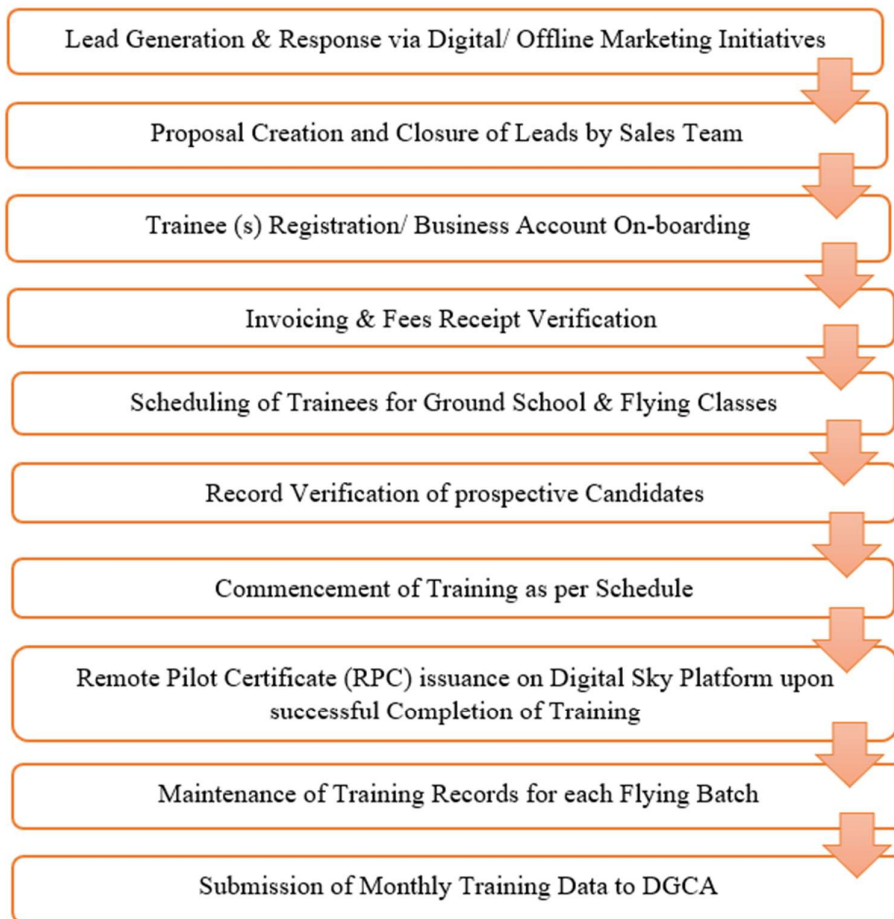 Lead Generation & Response via Digital/ Offline Marketing Initiatives
Proposal Creation and Closure of Leads by Sales Team
Trainee (s) Registration/ Business Account On-boarding
Invoicing & Fees Receipt Verification
Scheduling of Trainees for Ground School & Flying Classes
Record Verification of prospective Candidates
Commencement of Training as per Schedule
Remote Pilot Certificate (RPC) issuance on Digital Sky Platform upon
successful Completion of Training
Maintenance of Training Records for each Flying Batch
Submission of Monthly Training Data to DGCA